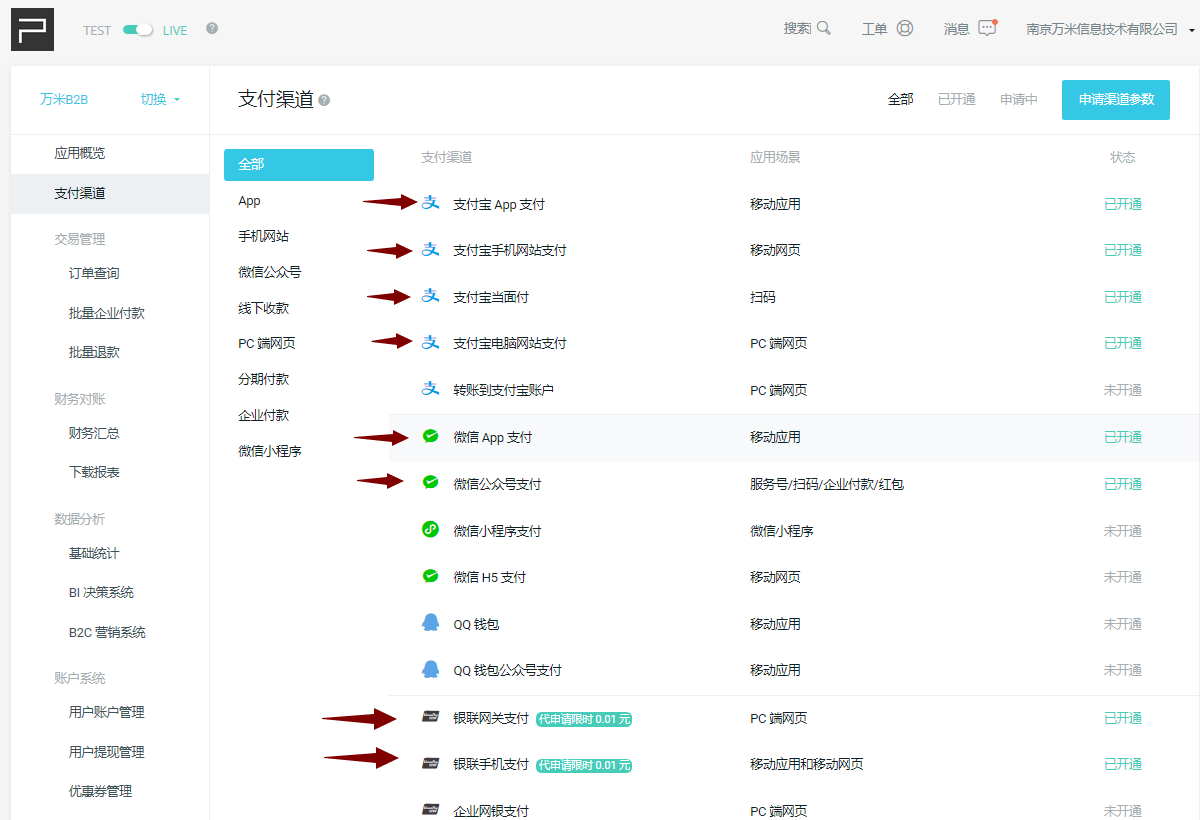 TEST LIVE 搜索 工单 消息 南京万米信息技术有限公司
万米B2B 切换 支付渠道 全部 已开通 申请中 申请渠道参数
应用概览
支付渠道
交易管理
订单查询
批量企业付款
批量退款
财务对账
财务汇总
下载报表
数据分析
基础统计
BI 决策系统
B2C 营销系统
账户系统
用户账户管理
用户提现管理
优惠券管理
全部
App
手机网站
微信公众号
线下收款
PC 端网页
分期付款
企业付款
微信小程序
支付渠道 应用场景 状态
支付宝 App 支付 移动应用 已开通
支付宝手机网站支付 移动网页 已开通
支付宝当面付 扫码 已开通
支付宝电脑网站支付 PC 端网页 已开通
转账到支付宝账户 PC 端网页 未开通
微信 App 支付 移动应用 已开通
微信公众号支付 服务号/扫码/企业付款/红包 已开通
微信小程序支付 微信小程序 未开通
微信 H5 支付 移动网页 未开通
QQ 钱包 移动应用 未开通
QQ 钱包公众号支付 移动应用 未开通
银联网关支付 代申请限时 0.01 元 PC 端网页 已开通
银联手机支付 代申请限时 0.01 元 移动应用和移动网页 已开通
企业网银支付 PC 端网页 未开通